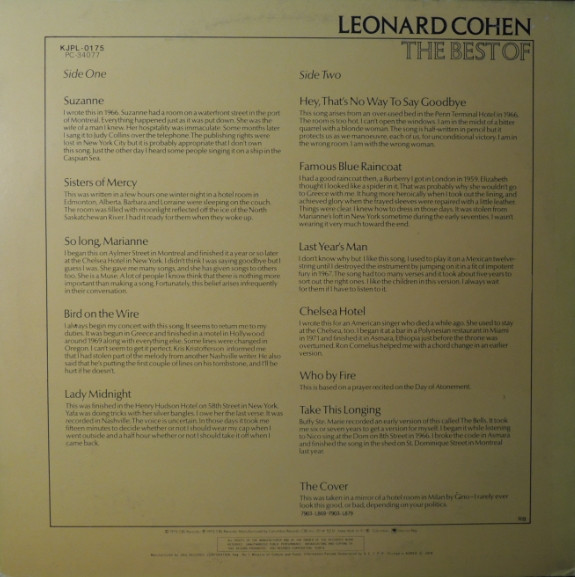 LEONARD COHEN
THE BEST OF
KJPL-0175
PC-34077
Side One
Suzanne
I wrote this in 1966. Suzanne had a room on a waterfront street in the port
of Montreal. Everything happened just as it was put down. She was the
wife of a man I knew. Her hospitality was immaculate. Some months later
I sang it to Judy Collins over the telephone. The publishing rights were
lost in New York City but it is probably appropriate that I don't own
this song. Just the other day I heard some people singing it on a ship in the
Caspian Sea.
Sisters of Mercy
This was written in a few hours one winter night in a hotel room in
Edmonton, Alberta. Barbara and Lorraine were sleeping on the couch.
The room was filled with moonlight reflected off the ice of the North
Saskatchewan River. I had it ready for them when they woke up.
So long, Marianne
I began this on Aylmer Street in Montreal and finished it a year or so later
at the Chelsea Hotel in New York. I didn't think I was saying goodbye but I
guess I was. She gave me many songs, and she has given songs to others
too. She is a Muse. A lot of people I know think that there is nothing more
important than making a song. Fortunately, this belief arises infrequently
in their conversation.
Bird on the Wire
I always begin my concert with this song. It seems to return me to my
duties. It was begun in Greece and finished in a motel in Hollywood
around 1969 along with everything else. Some lines were changed in
Oregon. I can't seem to get it perfect. Kris Kristofferson informed me
that I had stolen part of the melody from another Nashville writer. He also
said that he's putting the first couple of lines on his tombstone, and I'll be
hurt if he doesn't.
Lady Midnight
This was finished in the Henry Hudson Hotel on 58th Street in New York.
Yafa was doing tricks with her silver bangles. I owe her the last verse. It was
recorded in Nashville. The voice is uncertain. In those days it took me
fifteen minutes to decide whether or not I should wear my cap when I
went outside and a half hour whether or not I should take it off when I
came back.
Side Two
Hey, That's No Way To Say Goodbye
This song arises from an over-used bed in the Penn Terminal Hotel in 1966.
The room is too hot. I can't open the windows. I am in the midst of a bitter
quarrel with a blonde woman. The song is half-written in pencil but it
protects us as we manoeuvre, each of us, for unconditional victory. I am in
the wrong room. I am with the wrong woman.
Famous Blue Raincoat
I had a good raincoat then, a Burberry I got in London in 1959. Elizabeth
thought I looked like a spider in it. That was probably why she wouldn't go
to Greece with me. It hung more heroically when I took out the lining, and
achieved glory when the frayed sleeves were repaired with a little leather.
Things were clear. I knew how to dress in those days. It was stolen from
Marianne's loft in New York sometime during the early seventies. I wasn't
wearing it very much toward the end.
Last Year's Man
I don't know why but I like this song. I used to play it on a Mexican twelve-
string until I destroyed the instrument by jumping on it in a fit of impotent
fury in 1967. The song had too many verses and it took about five years to
sort out the right ones. I like the children in this version. I always wait
for them if I have to listen to it.
Chelsea Hotel
I wrote this for an American singer who died a while ago. She used to stay
at the Chelsea, too. I began it at a bar in a Polynesian restaurant in Miami
in 1971 and finished it in Asmara, Ethiopia just before the throne was
overturned. Ron Cornelius helped me with a chord change in an earlier
version.
Who by Fire
This is based on a prayer recited on the Day of Atonement.
Take This Longing
Buffy Ste. Marie recorded an early version of this called The Bells. It took
me six or seven years to get a version for myself. I began it while listening
to Nico sing at the Dom on 8th Street in 1966. I broke the code in Asmara
and finished the song in the shed on St. Dominique Street in Montreal
last year.
The Cover
This was taken in a mirror of a hotel room in Milan by
I rarely ever
look this good, or bad, depending on your politics.